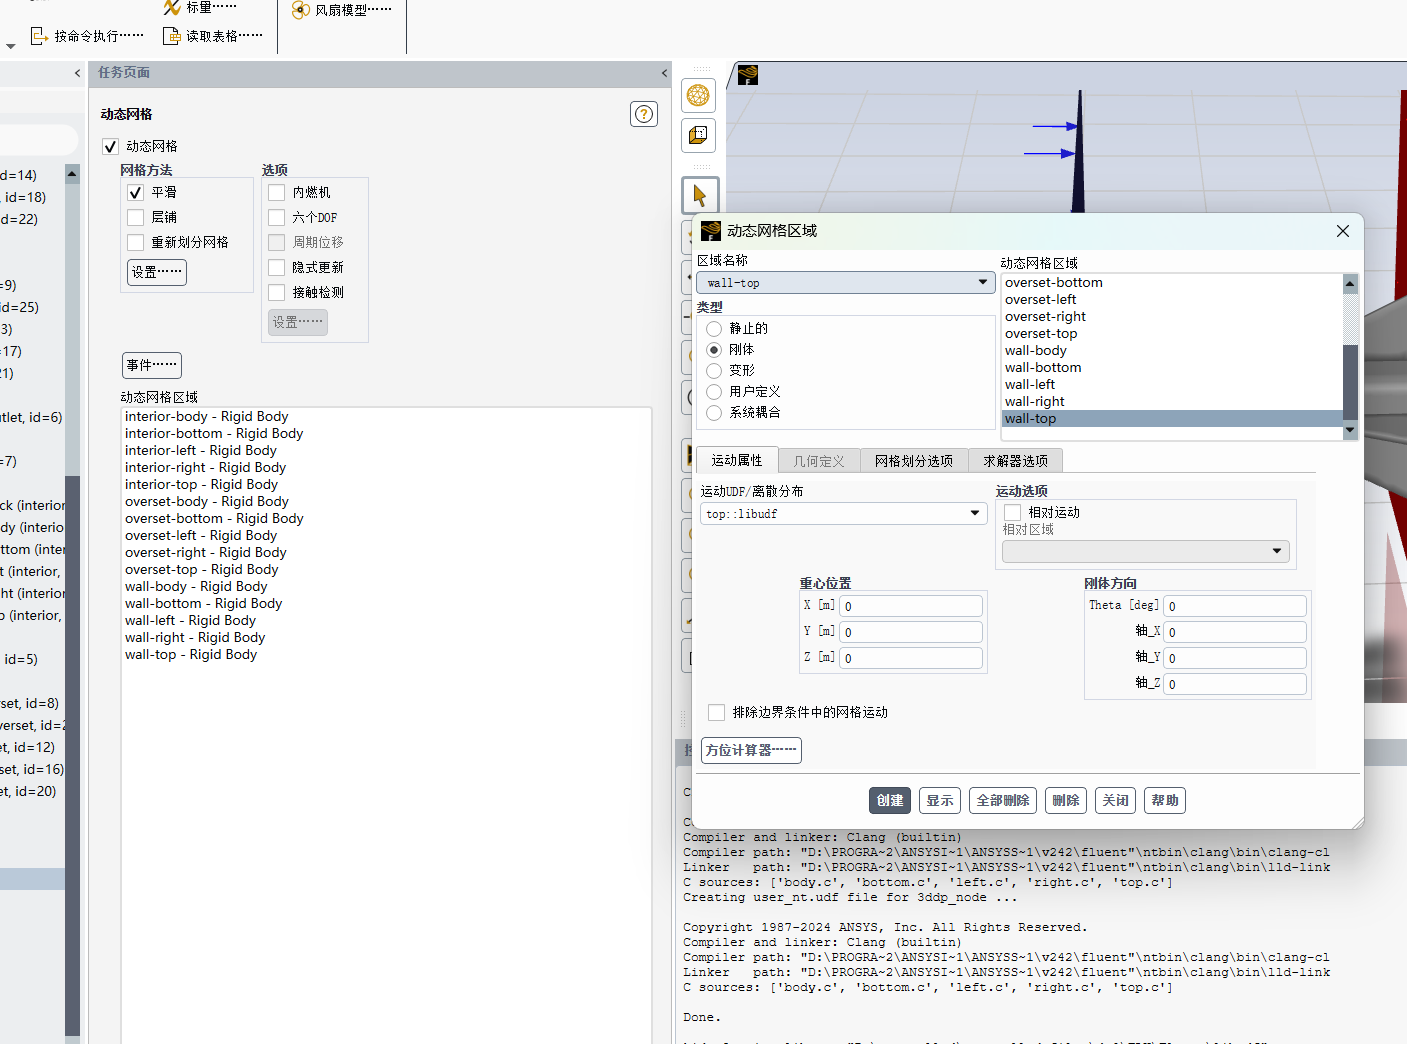 标量……
风扇模型……
按命令执行……
读取表格……
任务页面
动态网格
动态网格
网格方法
选项
平滑
内燃机
层铺
六个DOF
重新划分网格
周期位移
设置……
隐式更新
接触检测
设置……
事件……
动态网格区域
interior-body - Rigid Body
interior-bottom - Rigid Body
interior-left - Rigid Body
interior-right - Rigid Body
interior-top - Rigid Body
overset-body - Rigid Body
overset-bottom - Rigid Body
overset-left - Rigid Body
overset-right - Rigid Body
overset-top - Rigid Body
wall-body - Rigid Body
wall-bottom - Rigid Body
wall-left - Rigid Body
wall-right - Rigid Body
wall-top - Rigid Body
d=14)
, id=18)
d=22)
=9)
id=25)
3)
=17)
21)
utlet, id=6)
=7)
ck (interior
dy (interio
ttom (inter
t (interior,
ht (interior
p (interior,
id=5)
set, id=8)
verset, id=2
et, id=12)
set, id=16)
et, id=20)
动态网格区域
区域名称
wall-top
类型
静止的
刚体
变形
用户定义
系统耦合
动态网格区域
overset-bottom
overset-left
overset-right
overset-top
wall-body
wall-bottom
wall-left
wall-right
wall-top
运动属性
几何定义
网格划分选项
求解器选项
运动UDF/离散分布
top::libudf
运动选项
相对运动
相对区域
重心位置
X [m] 0
Y [m] 0
Z [m] 0
刚体方向
Theta [deg] 0
轴_X 0
轴_Y 0
轴_Z 0
排除边界条件中的网格运动
方位计算器……
创建
显示
全部删除
删除
关闭
帮助
Compiler and linker: Clang (builtin)
Compiler path: "D:\PROGRA~2\ANSYSI~1\ANSYSS~1\v242\fluent"\ntbin\clang\bin\clang-cl
Linker   path: "D:\PROGRA~2\ANSYSI~1\ANSYSS~1\v242\fluent"\ntbin\clang\bin\lld-link
C sources: ['body.c', 'bottom.c', 'left.c', 'right.c', 'top.c']
Creating user_nt.udf file for 3ddp_node ...
Copyright 1987-2024 ANSYS, Inc. All Rights Reserved.
Compiler and linker: Clang (builtin)
Compiler path: "D:\PROGRA~2\ANSYSI~1\ANSYSS~1\v242\fluent"\ntbin\clang\bin\clang-cl
Linker   path: "D:\PROGRA~2\ANSYSI~1\ANSYSS~1\v242\fluent"\ntbin\clang\bin\lld-link
C sources: ['body.c', 'bottom.c', 'left.c', 'right.c', 'top.c']
Done.